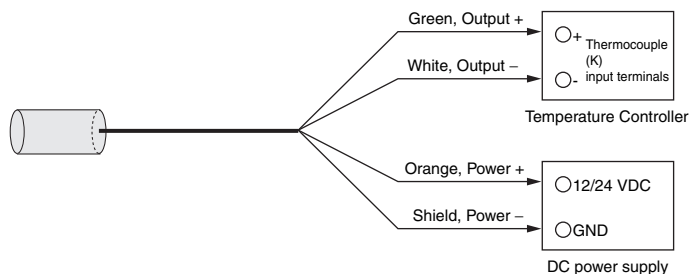 Green, Output +
White, Output −
+ Thermocouple
(K)
- input terminals
Temperature Controller
Orange, Power +
12/24 VDC
Shield, Power −
GND
DC power supply